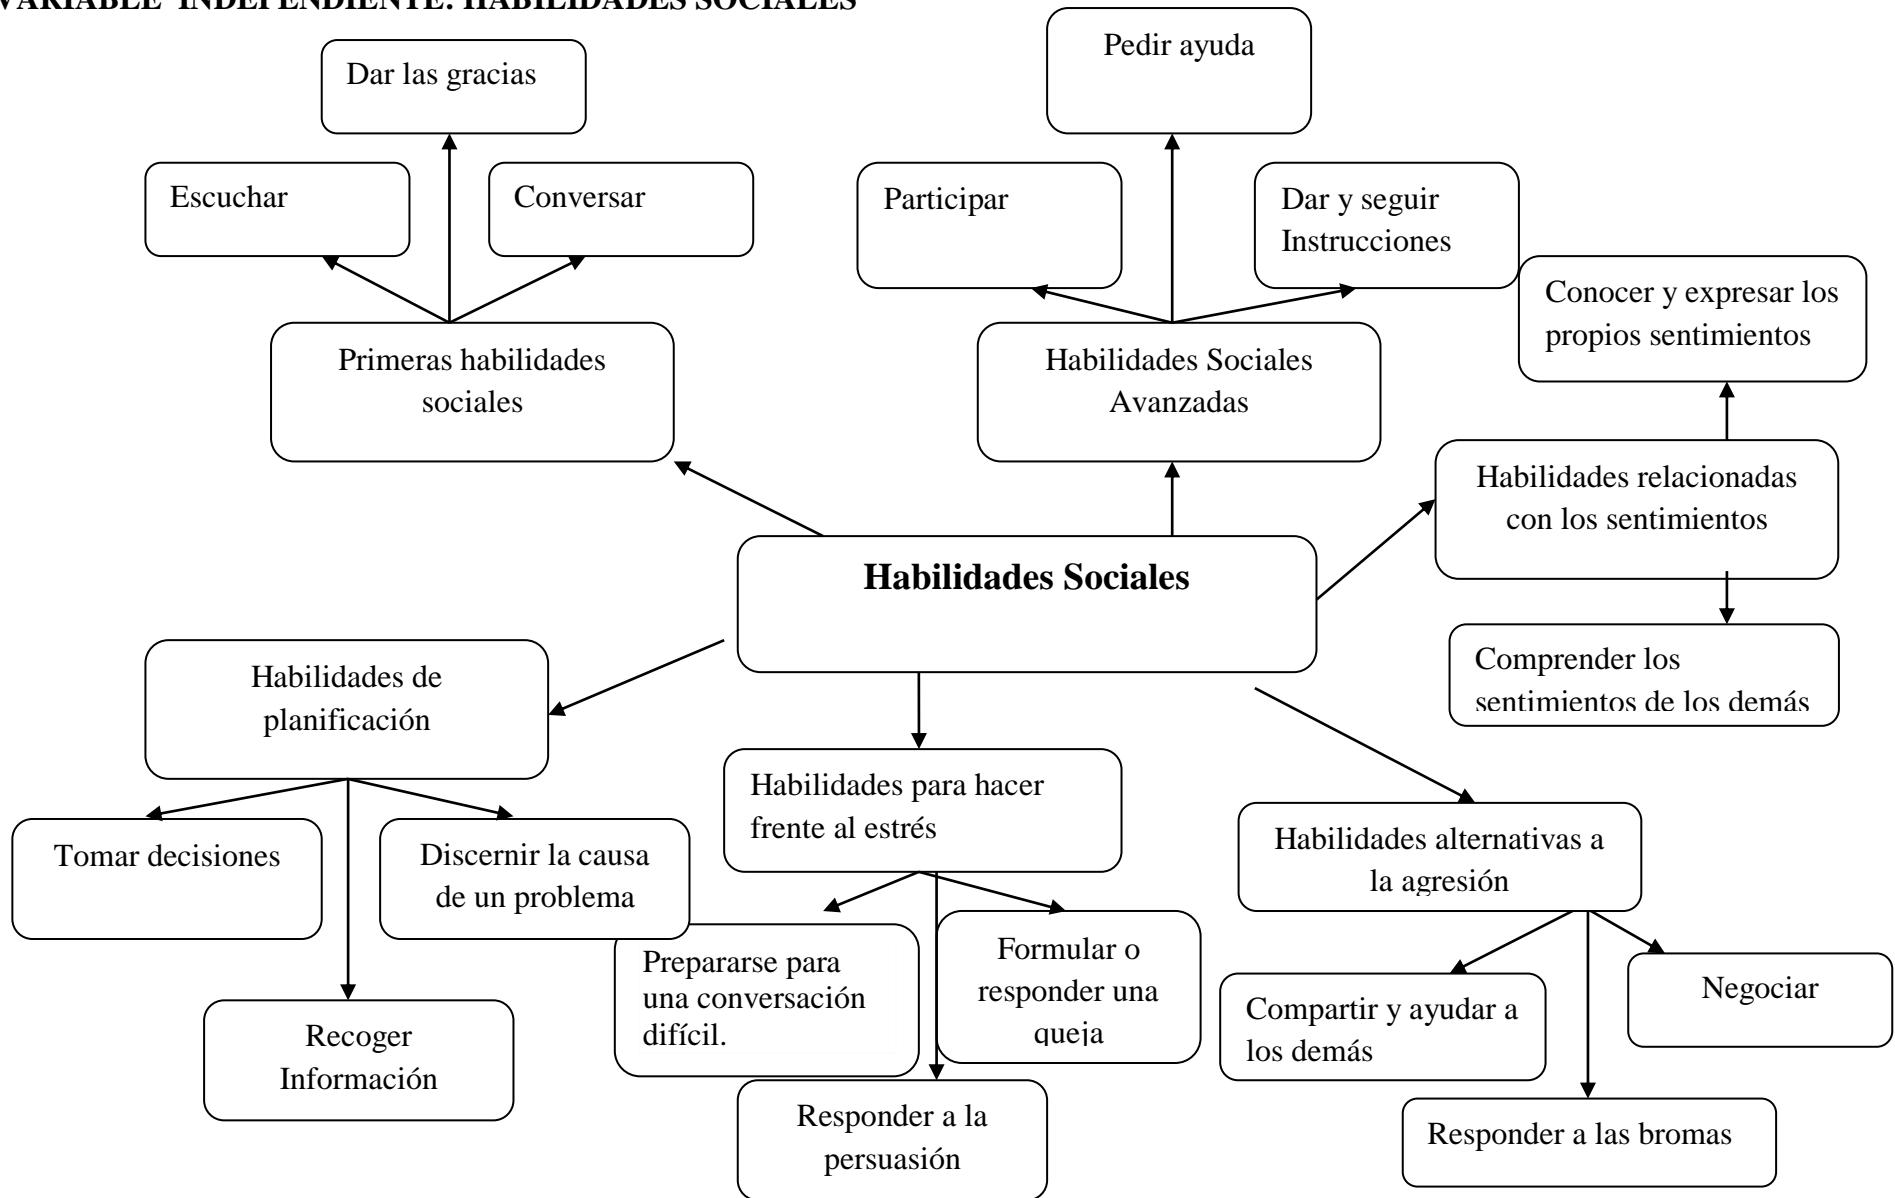 VARIABLE INDEPENDIENTE: HABILIDADES SOCIALES
Dar las gracias
Escuchar
Conversar
Primeras habilidades
sociales
Pedir ayuda
Participar
Dar y seguir
Instrucciones
Habilidades Sociales
Avanzadas
Conocer y expresar los
propios sentimientos
Habilidades relacionadas
con los sentimientos
Comprender los
sentimientos de los demás
Habilidades Sociales
Habilidades de
planificación
Tomar decisiones
Discernir la causa
de un problema
Recoger
Información
Habilidades para hacer
frente al estrés
Prepararse para
una conversación
difícil.
Formular o
responder una
queja
Responder a la
persuasión
Habilidades alternativas a
la agresión
Compartir y ayudar a
los demás
Negociar
Responder a las bromas